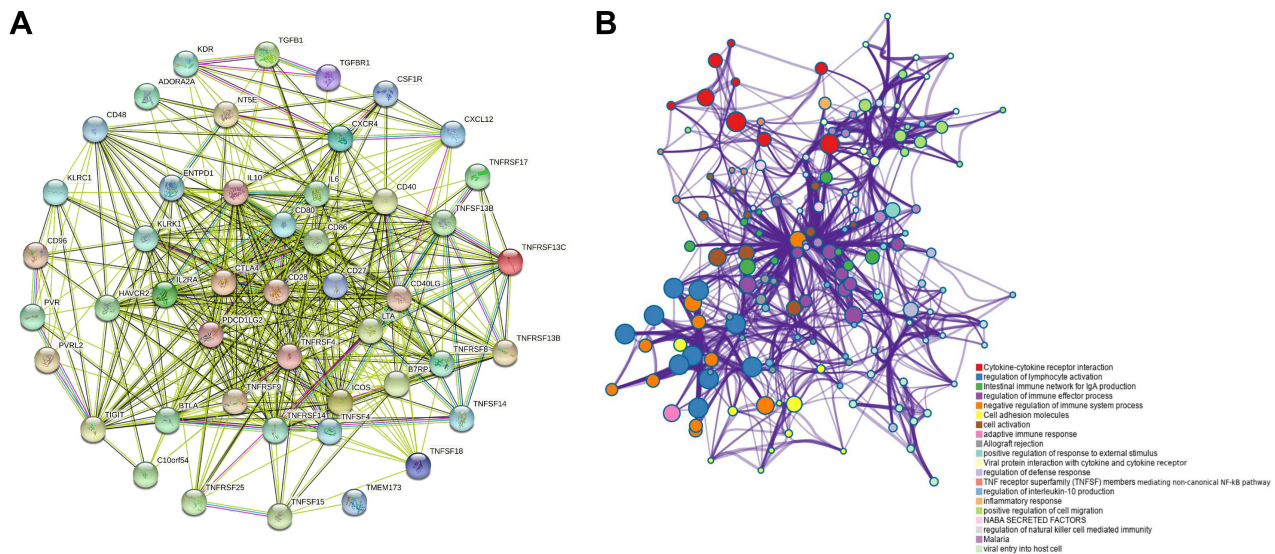 A
B
TGFB1
KDR
TGFBR1
ADORA2A
CSF1R
NT5E
CD48
CXCR4
CXCL12
TNFRSF17
KLRC1
ENTPD1
IL10
IL6
CD40
CD80
TNFSF13B
KLRK1
CD86
CD96
TNFRSF13C
CTLA4
IL2RA
CD28
CD27
HAVCR2
CD40LG
PVR
PDCD1LG2
LTA
TNFRSF4
TNFRSF13B
PVRL2
TNFRSF8
B7RP1
TNFRSF9
ICOS
TIGIT
BTLA
TNFRSF14
TNFSF4
TNFSF14
C10orf54
TNFSF18
TNFRSF25
TNFSF15
TMEM173
Cytokine-cytokine receptor interaction
regulation of lymphocyte activation
Intestinal immune network for IgA production
regulation of immune effector process
negative regulation of immune system process
Cell adhesion molecules
cell activation
adaptive immune response
Allograft rejection
positive regulation of response to external stimulus
Viral protein interaction with cytokine and cytokine receptor
regulation of defense response
TNF receptor superfamily (TNFSF) members mediating non-canonical NF-kB pathway
regulation of interleukin-10 production
inflammatory response
positive regulation of cell migration
NABA SECRETED FACTORS
regulation of natural killer cell mediated immunity
Malaria
viral entry into host cell